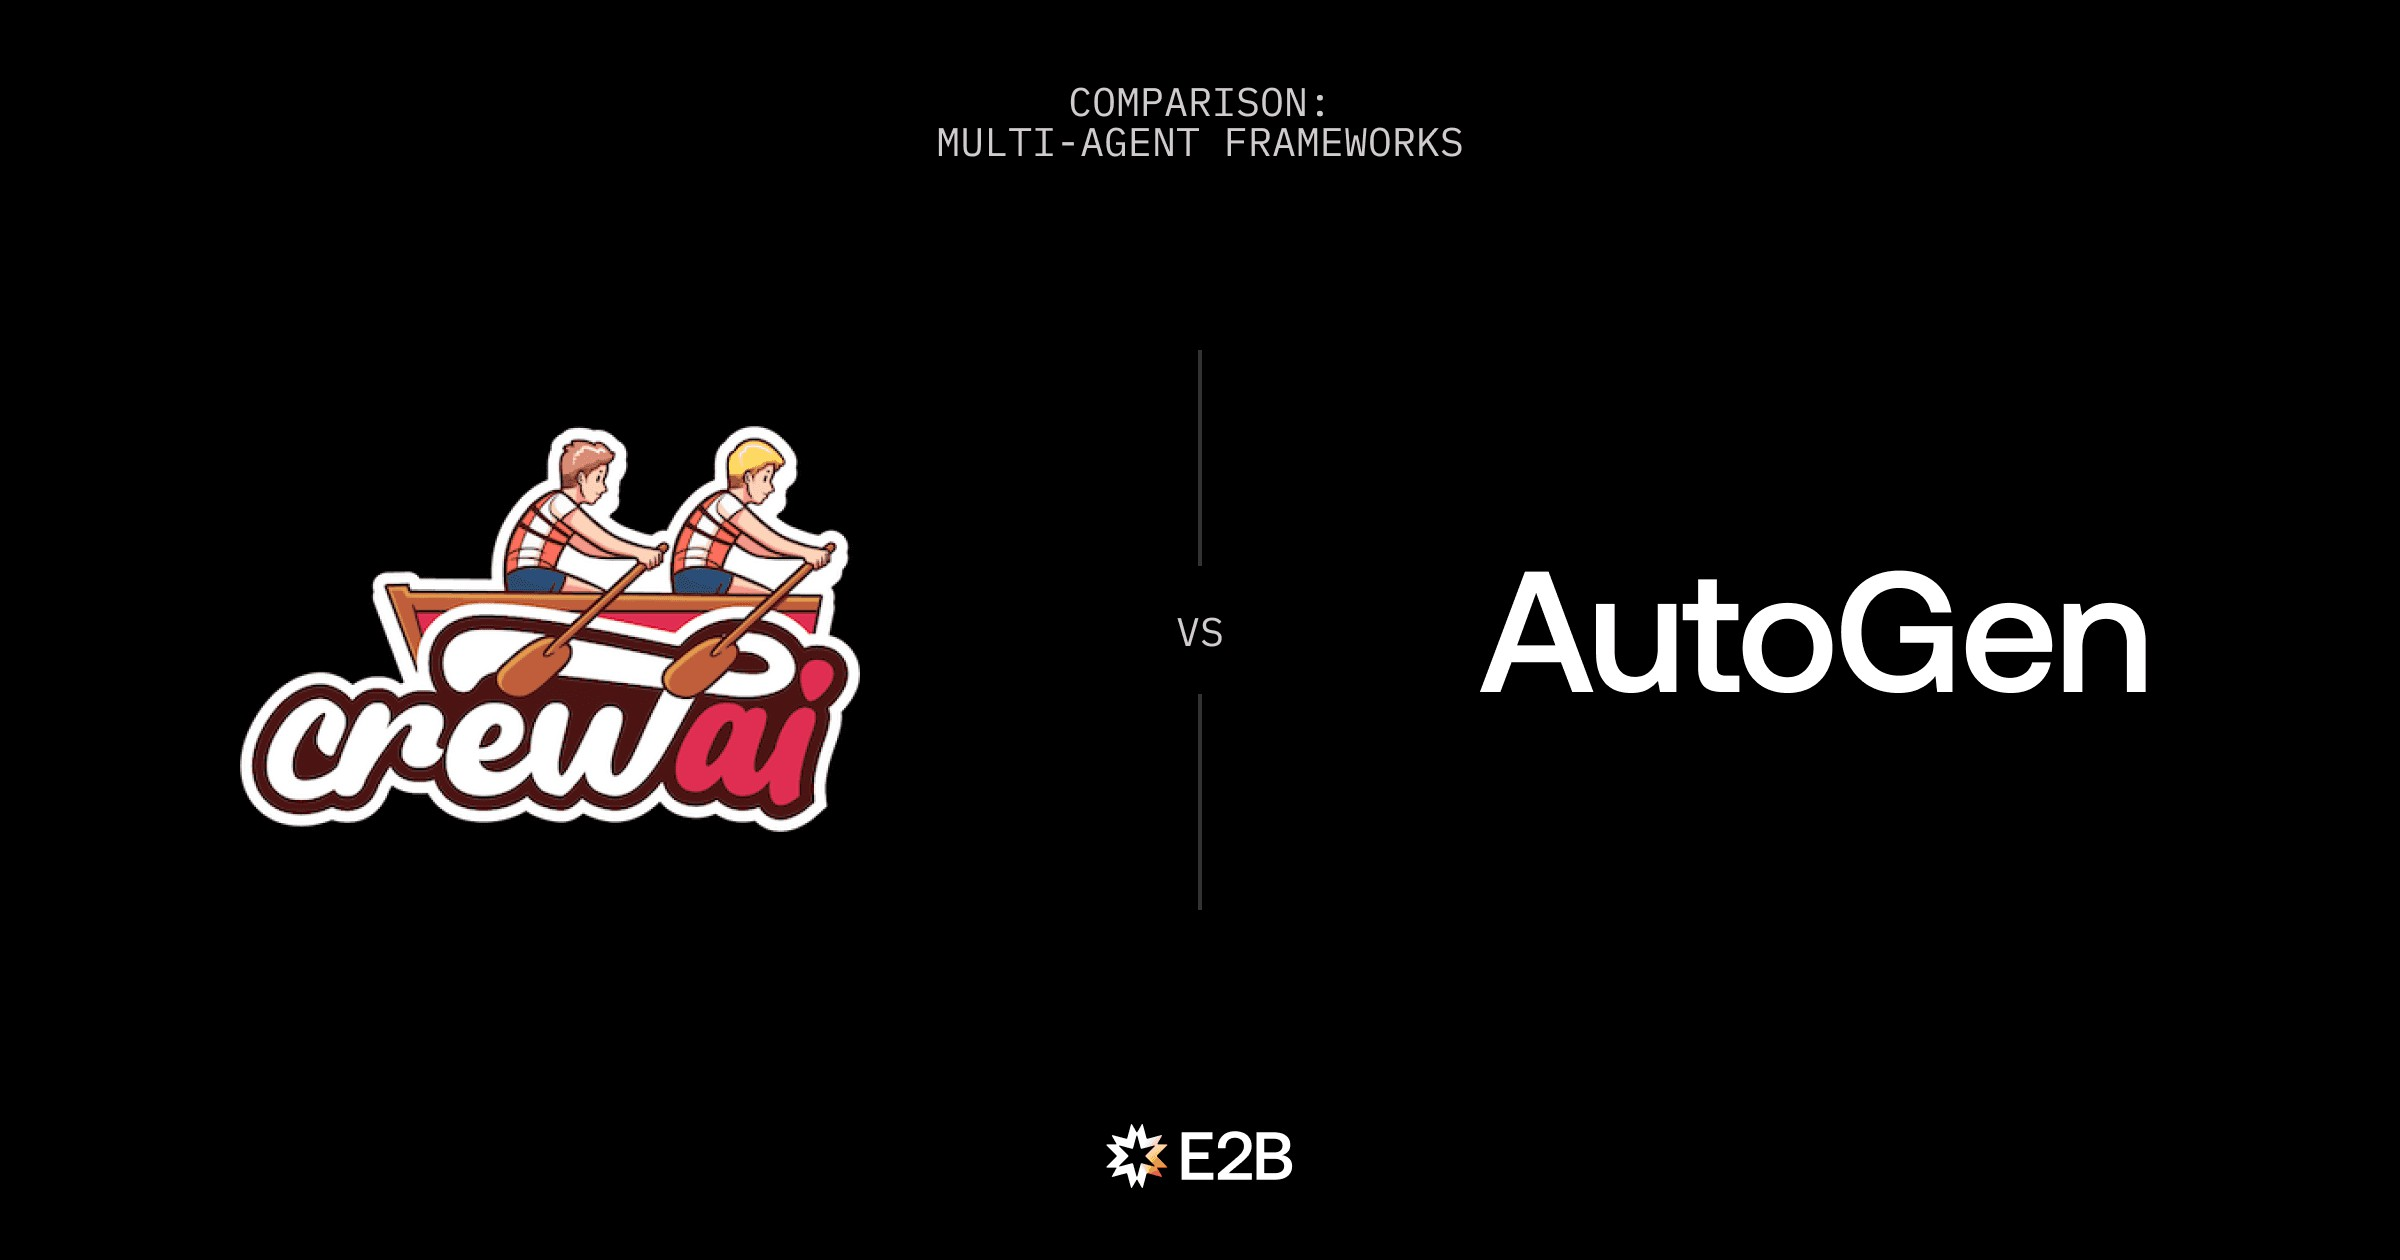 COMPARISON:
MULTI-AGENT FRAMEWORKS
crewai
VS
AutoGen
E2B